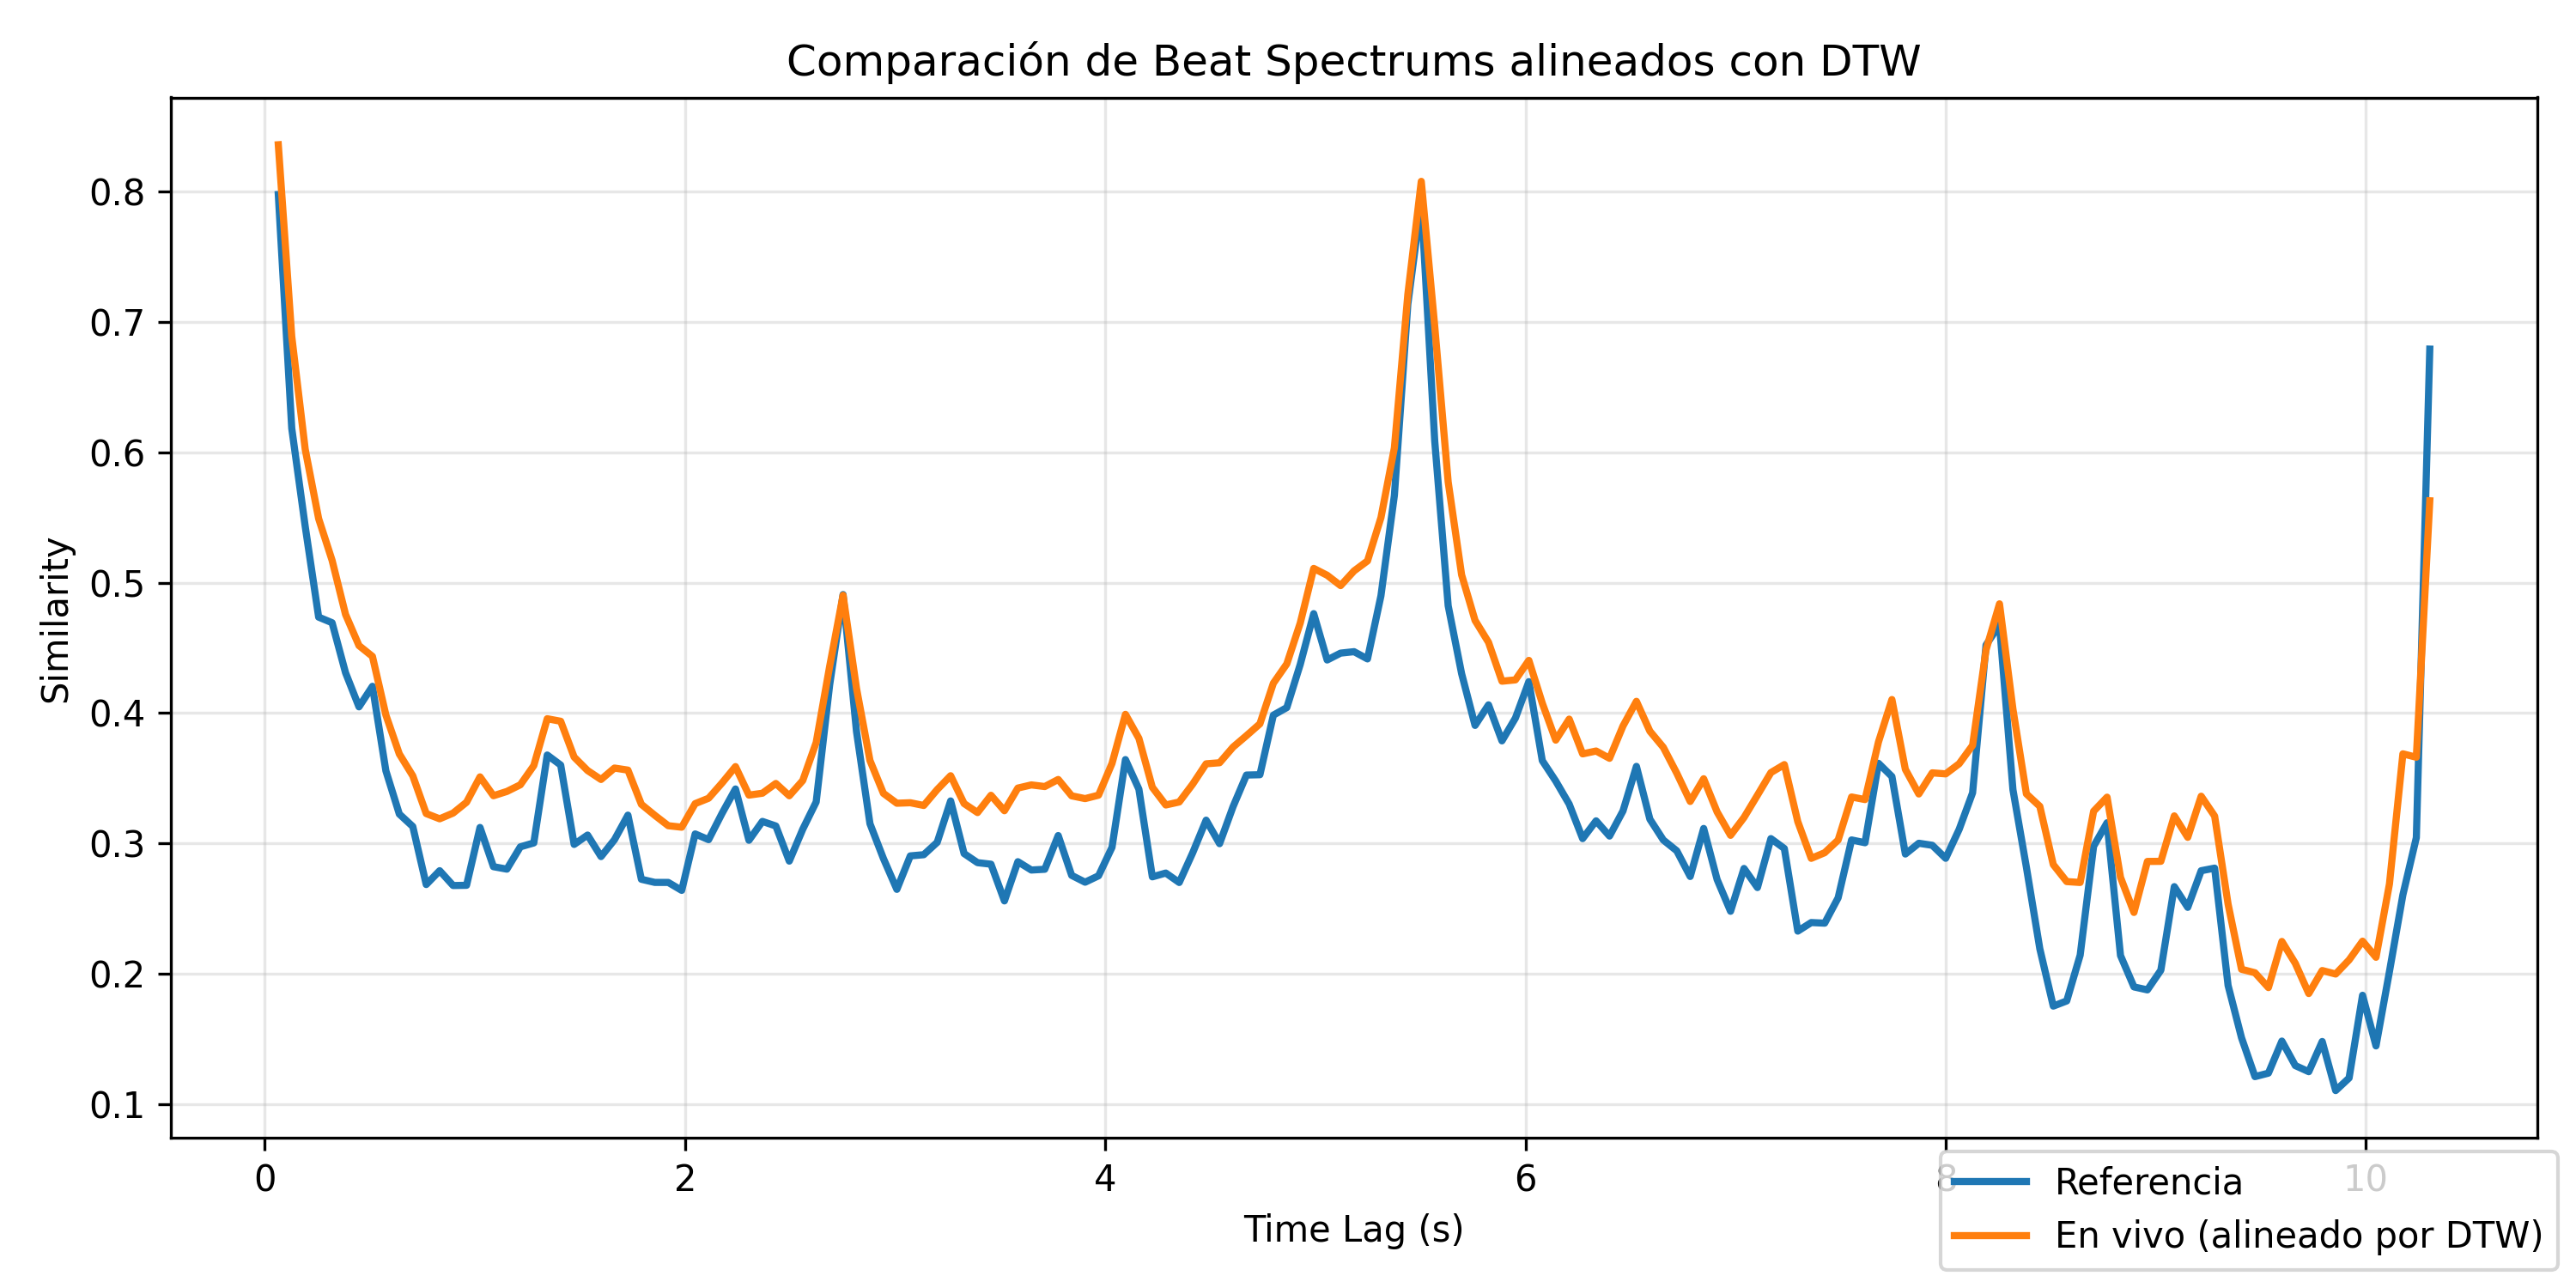 Comparación de Beat Spectrums alineados con DTW
Similarity
0.8
0.7
0.6
0.5
0.4
0.3
0.2
0.1
0 2 4 6 8 10
Time Lag (s)
Referencia
En vivo (alineado por DTW)